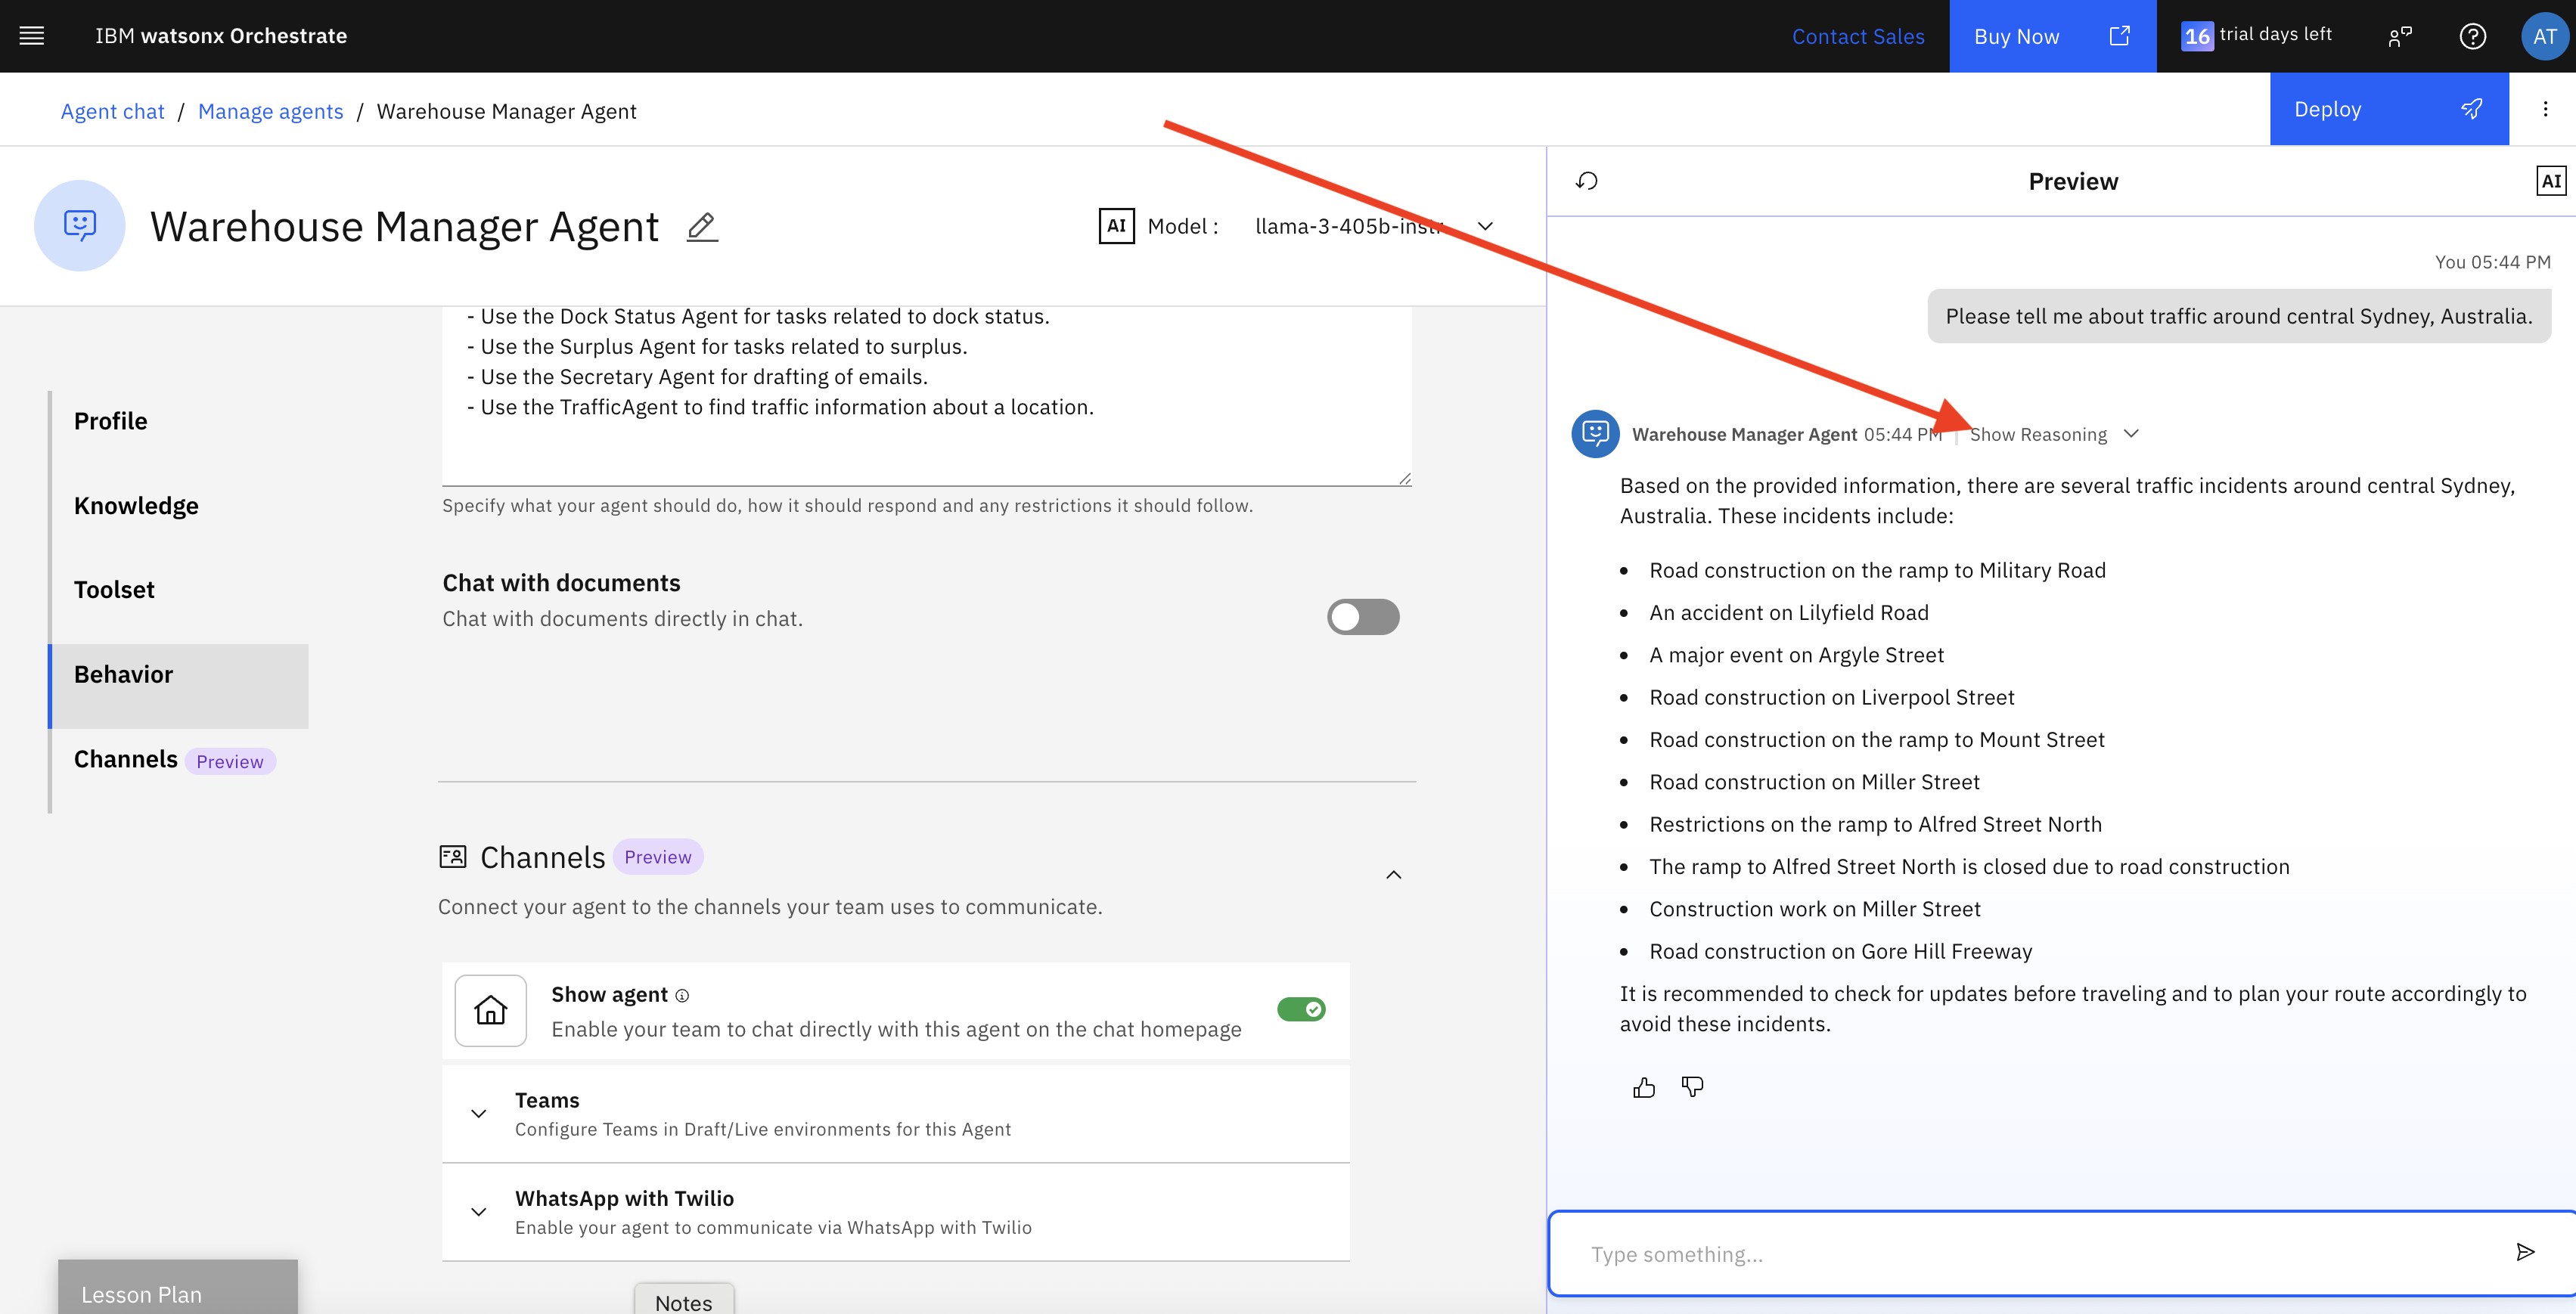 IBM watsonx Orchestrate
Contact Sales
Buy Now
16 trial days left
AT
Agent chat / Manage agents / Warehouse Manager Agent
Deploy
Warehouse Manager Agent
AI Model : llama-3-405b-instr
- Use the Dock Status Agent for tasks related to dock status.
- Use the Surplus Agent for tasks related to surplus.
- Use the Secretary Agent for drafting of emails.
- Use the TrafficAgent to find traffic information about a location.
Specify what your agent should do, how it should respond and any restrictions it should follow.
Profile
Knowledge
Toolset
Behavior
Channels Preview
Chat with documents
Chat with documents directly in chat.
Channels Preview
Connect your agent to the channels your team uses to communicate.
Show agent
Enable your team to chat directly with this agent on the chat homepage
Teams
Configure Teams in Draft/Live environments for this Agent
WhatsApp with Twilio
Enable your agent to communicate via WhatsApp with Twilio
Lesson Plan
Notes
Preview
AI
You 05:44 PM
Please tell me about traffic around central Sydney, Australia.
Warehouse Manager Agent 05:44 PM | Show Reasoning
Based on the provided information, there are several traffic incidents around central Sydney,
Australia. These incidents include:
• Road construction on the ramp to Military Road
• An accident on Lilyfield Road
• A major event on Argyle Street
• Road construction on Liverpool Street
• Road construction on the ramp to Mount Street
• Road construction on Miller Street
• Restrictions on the ramp to Alfred Street North
• The ramp to Alfred Street North is closed due to road construction
• Construction work on Miller Street
• Road construction on Gore Hill Freeway
It is recommended to check for updates before traveling and to plan your route accordingly to
avoid these incidents.
Type something...